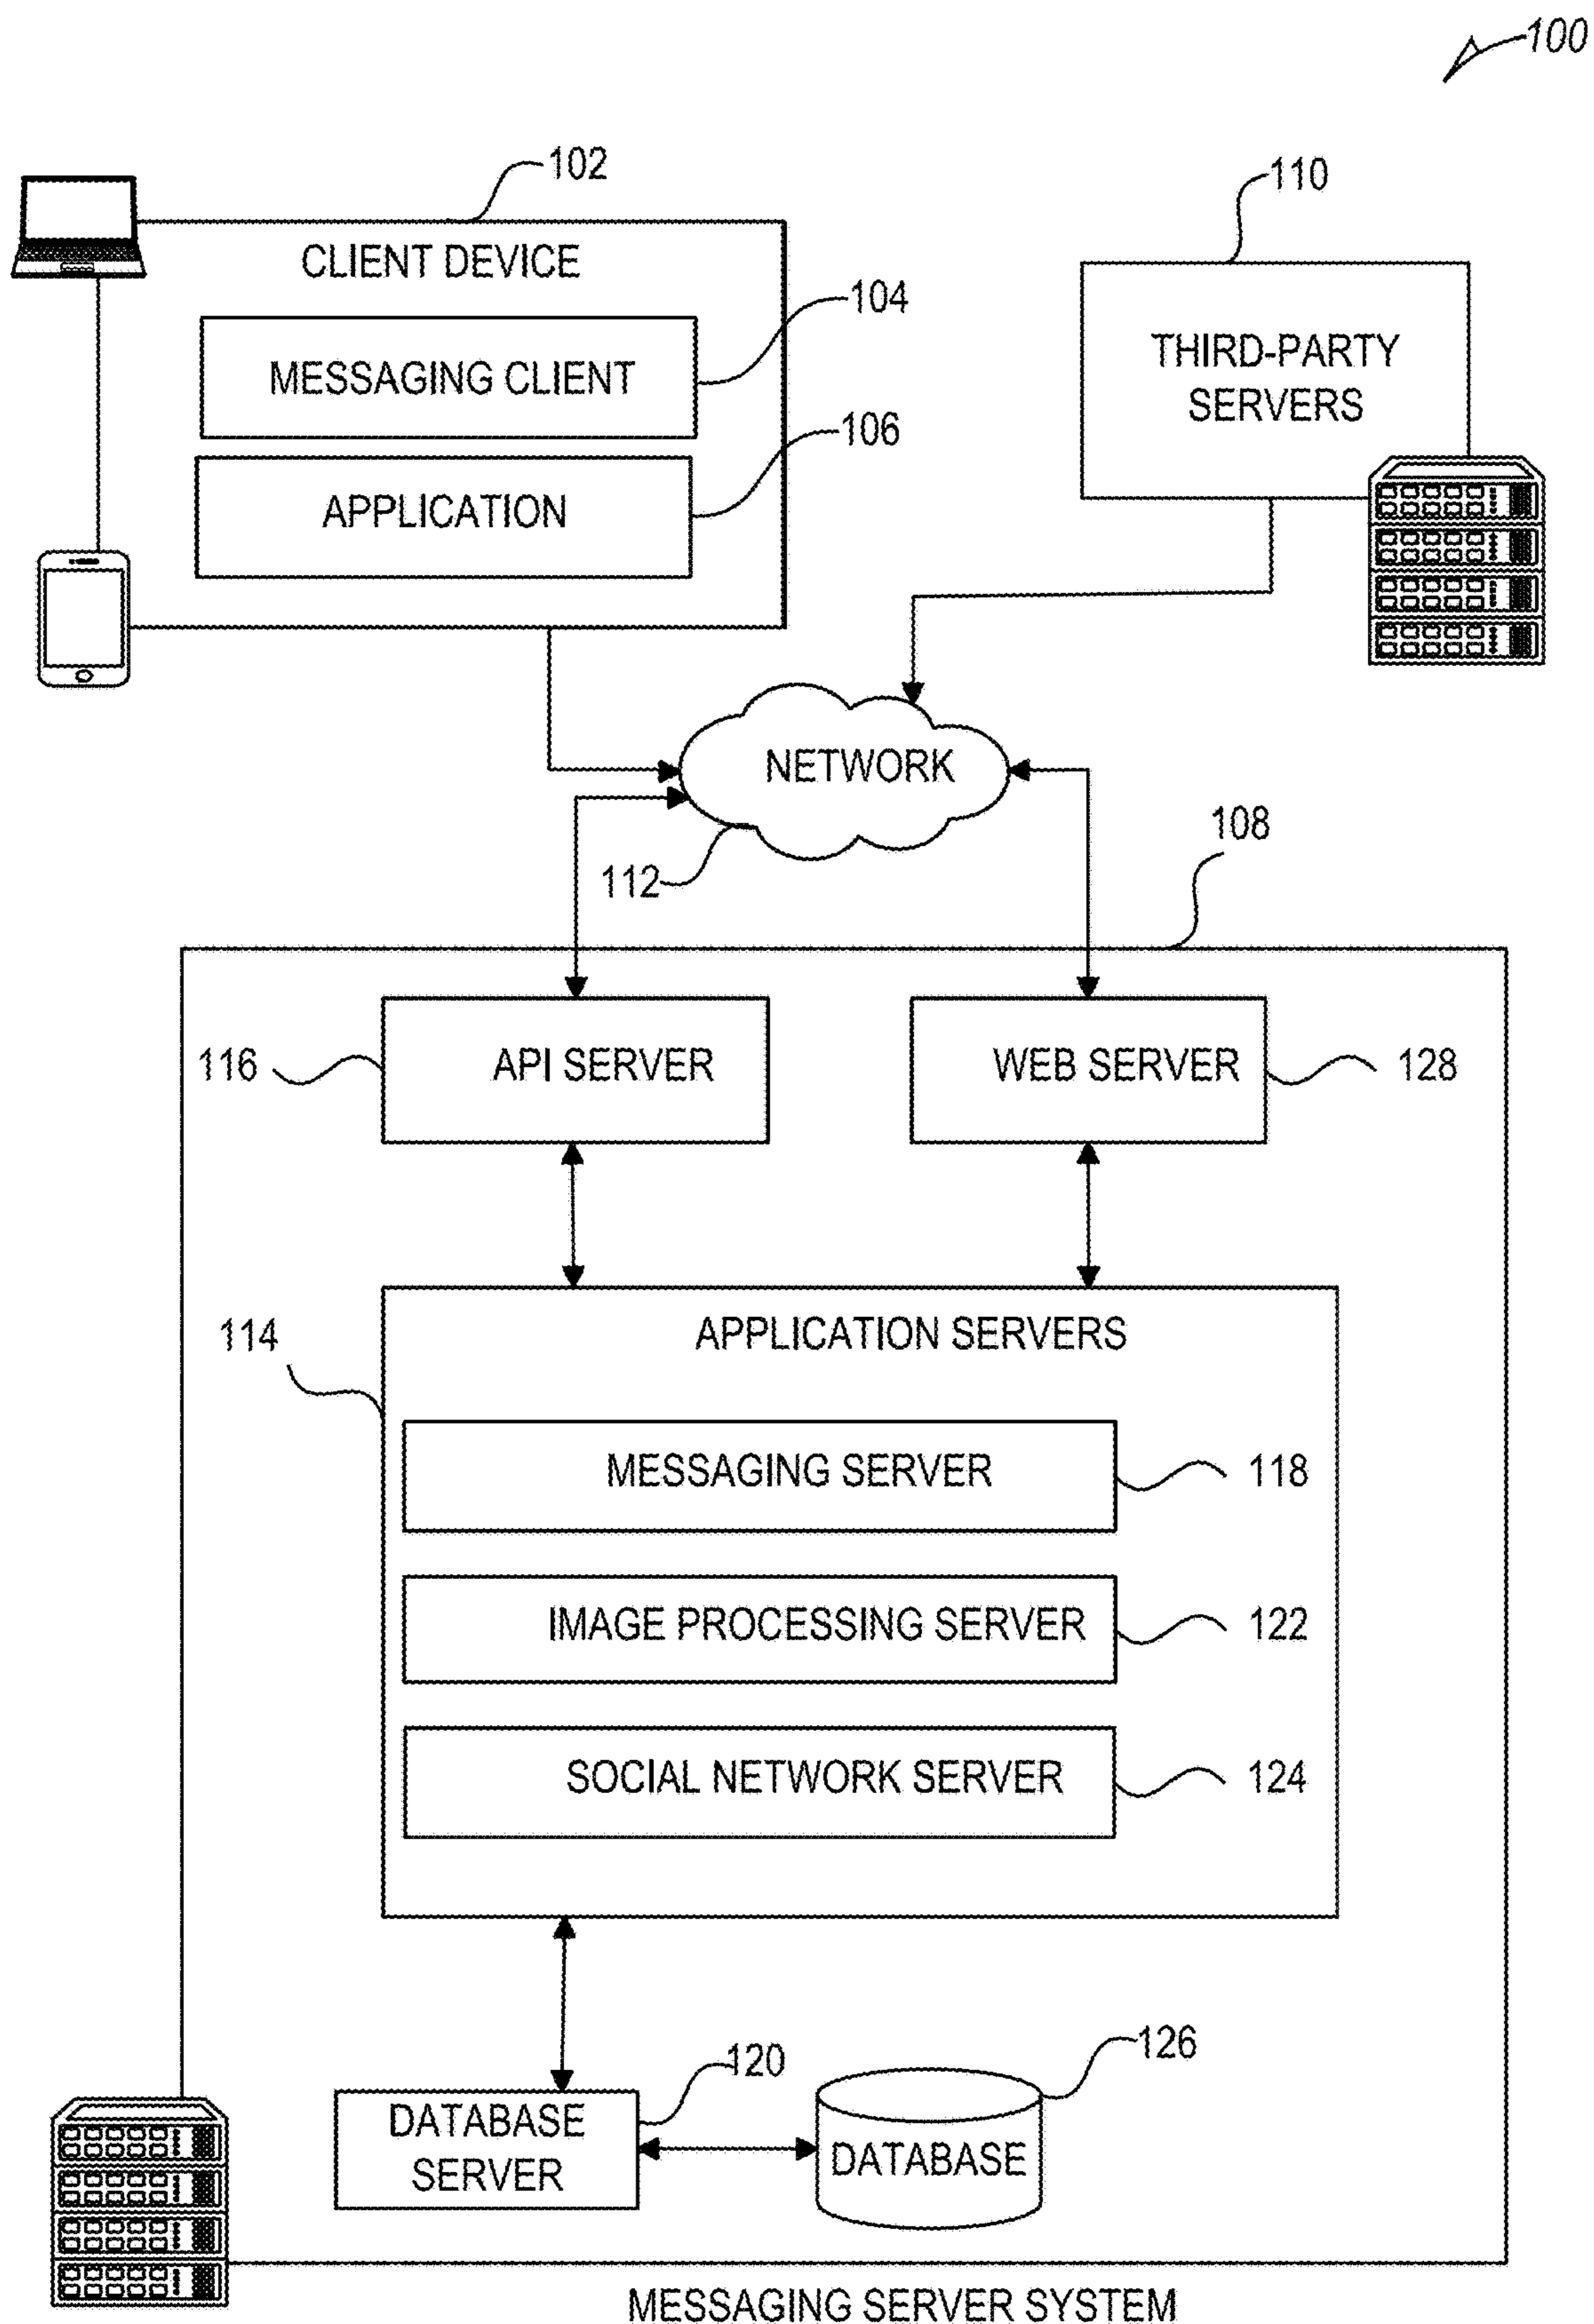 100
102
110
CLIENT DEVICE
104
MESSAGING CLIENT
THIRD-PARTY
SERVERS
106
APPLICATION
NETWORK
108
112
116
API SERVER
WEB SERVER
128
114
APPLICATION SERVERS
MESSAGING SERVER
118
IMAGE PROCESSING SERVER
122
SOCIAL NETWORK SERVER
124
120
126
DATABASE
SERVER
DATABASE
MESSAGING SERVER SYSTEM